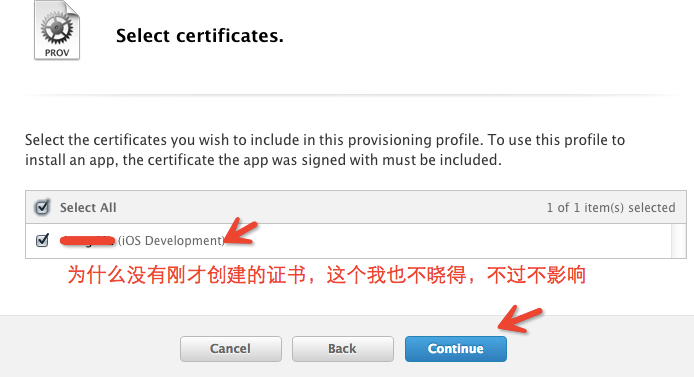 PROV
Select certificates.
Select the certificates you wish to include in this provisioning profile. To use this profile to
install an app, the certificate the app was signed with must be included.
Select All 1 of 1 item(s) selected
(iOS Development)
为什么没有刚才创建的证书，这个我也不晓得，不过不影响
Cancel Back Continue